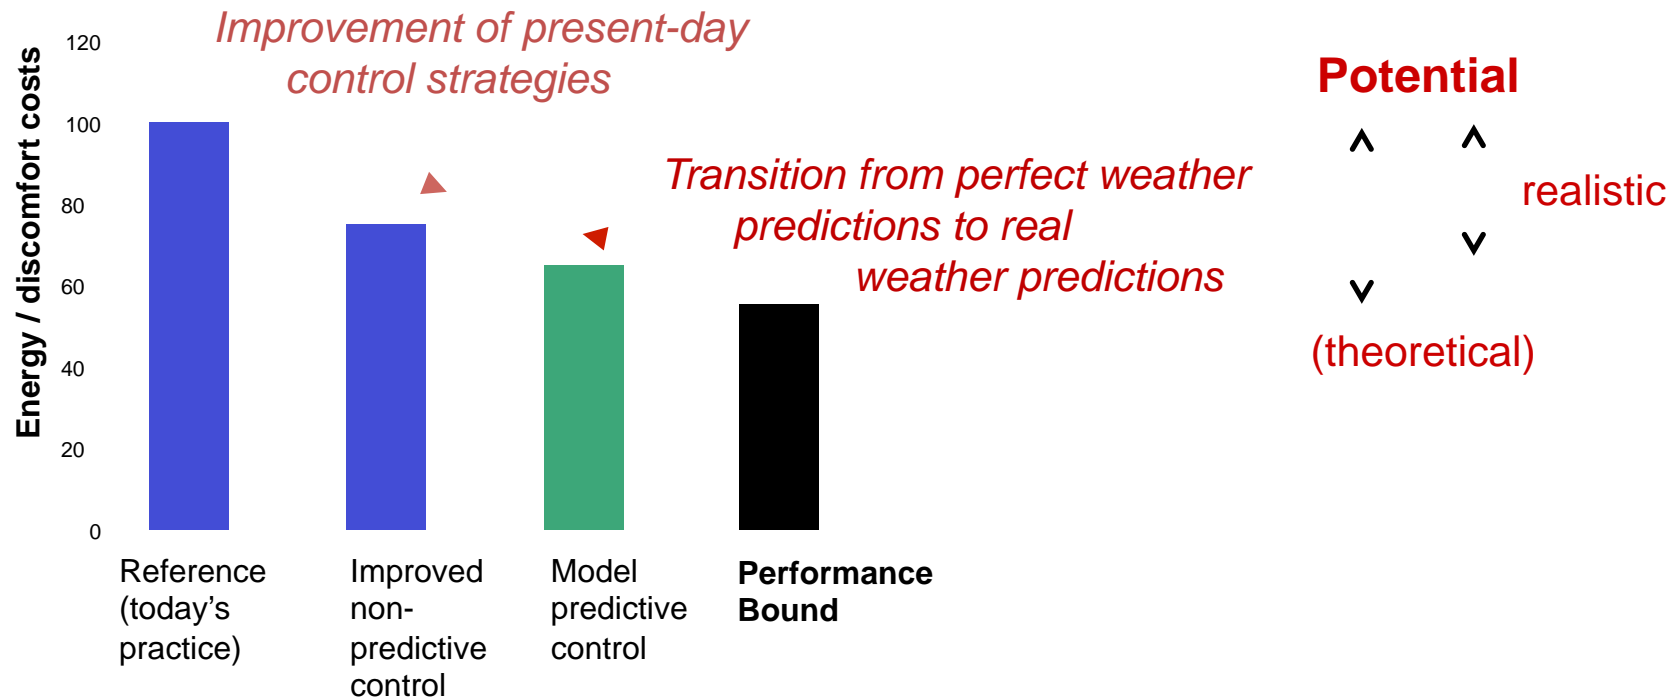 Improvement of present-day
control strategies
Energy / discomfort costs
120
100
80
60
40
20
0
Transition from perfect weather
predictions to real
weather predictions
Potential
realistic
(theoretical)
Reference
(today’s
practice)
Improved
non-
predictive
control
Model
predictive
control
Performance
Bound